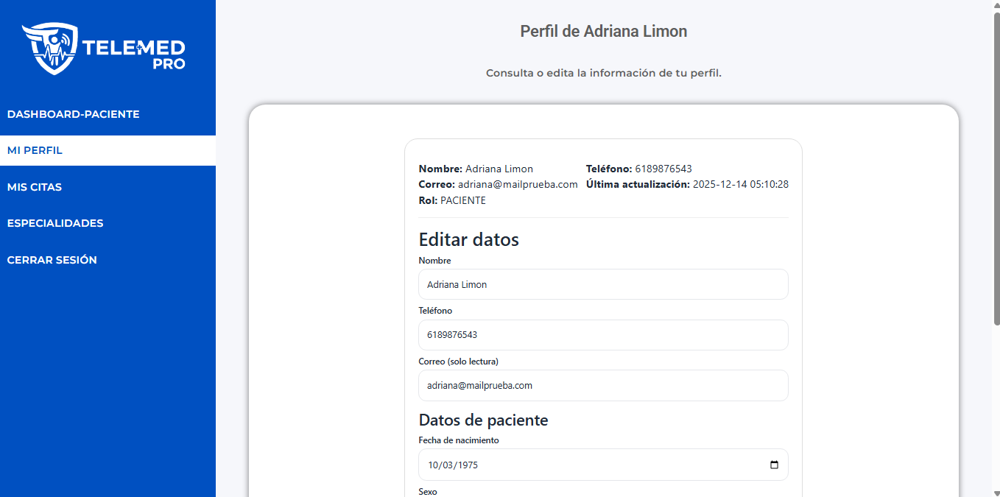 TELEMED
PRO
DASHBOARD-PACIENTE
MI PERFIL
MIS CITAS
ESPECIALIDADES
CERRAR SESIÓN
Perfil de Adriana Limon
Consulta o edita la información de tu perfil.
Nombre: Adriana Limon
Correo: adriana@mailprueba.com
Rol: PACIENTE
Teléfono: 6189876543
Última actualización: 2025-12-14 05:10:28
Editar datos
Nombre
Adriana Limon
Teléfono
6189876543
Correo (solo lectura)
adriana@mailprueba.com
Datos de paciente
Fecha de nacimiento
10/03/1975
Sexo